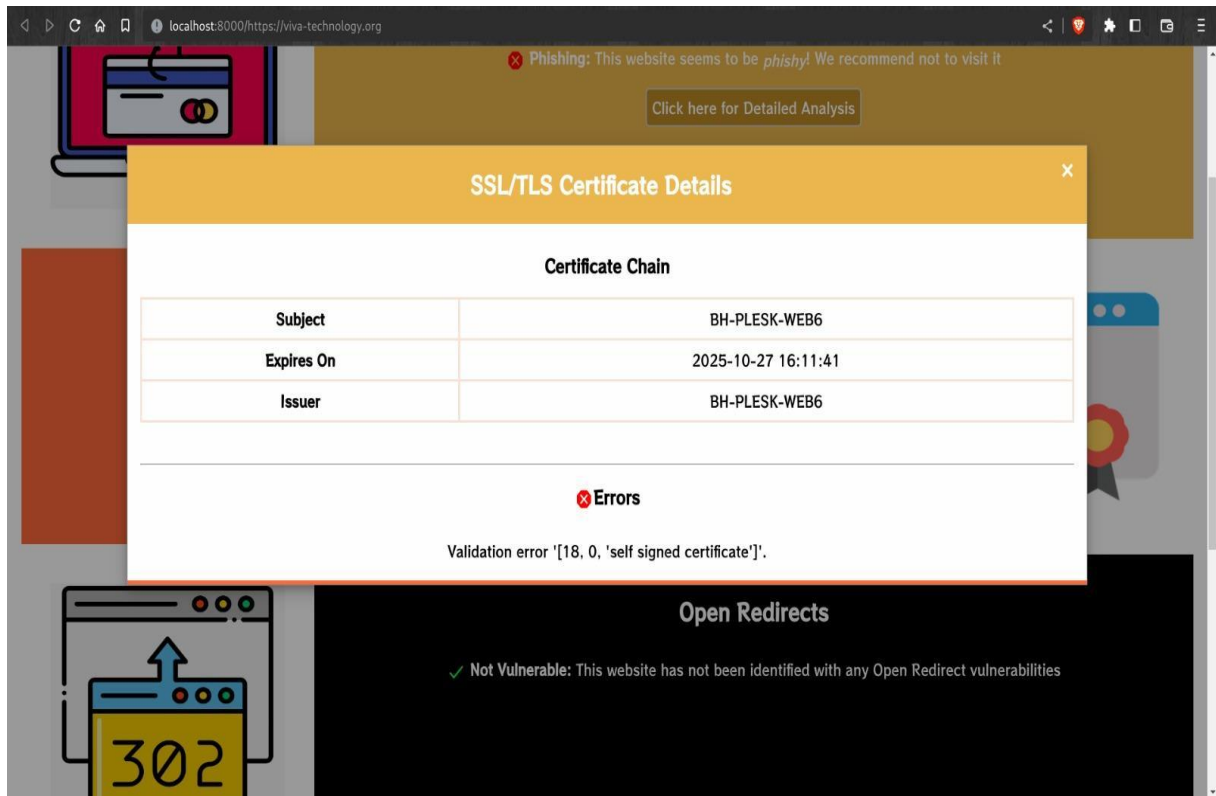 localhost:8000/https://viva-technology.org
Phishing: This website seems to be phishy! We recommend not to visit it
Click here for Detailed Analysis
SSL/TLS Certificate Details
×
Certificate Chain
Subject BH-PLESK-WEB6
Expires On 2025-10-27 16:11:41
Issuer BH-PLESK-WEB6
Errors
Validation error '[18, 0, 'self signed certificate']'.
Open Redirects
Not Vulnerable: This website has not been identified with any Open Redirect vulnerabilities
302